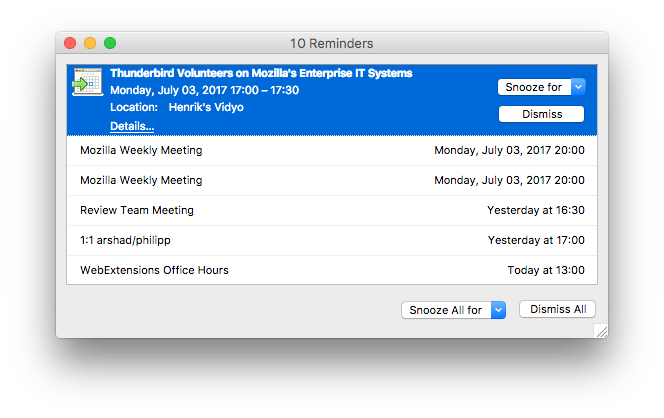 10 Reminders
Thunderbird Volunteers on Mozilla's Enterprise IT Systems
Monday, July 03, 2017 17:00 – 17:30
Location: Henrik's Vidyo
Details...
Snooze for
Dismiss
Mozilla Weekly Meeting Monday, July 03, 2017 20:00
Mozilla Weekly Meeting Monday, July 03, 2017 20:00
Review Team Meeting Yesterday at 16:30
1:1 arshad/philipp Yesterday at 17:00
WebExtensions Office Hours Today at 13:00
Snooze All for Dismiss All